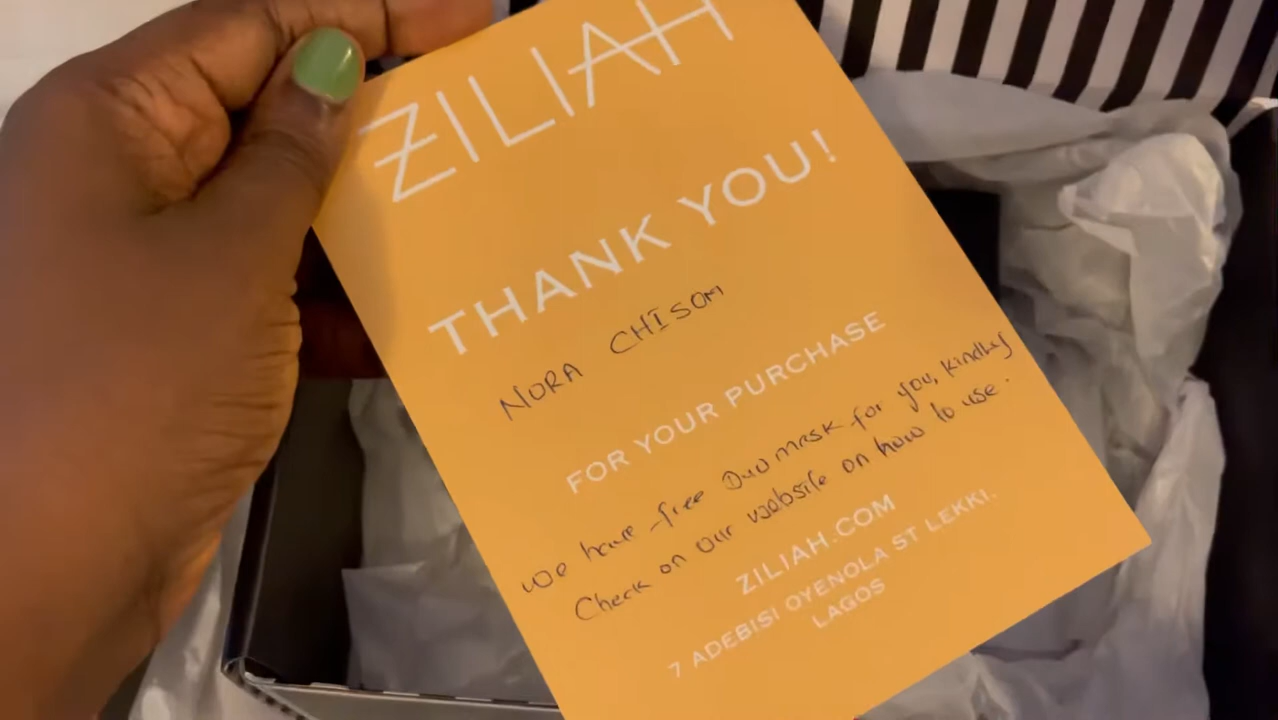 ZILIAH
THANK YOU!
NORA CHISOM
FOR YOUR PURCHASE
We have free Duo mask for you, kindly
Check on our website on how to use.
ZILIAH.COM
7 ADEBISI OYENOLA ST LEKKI.
LAGOS